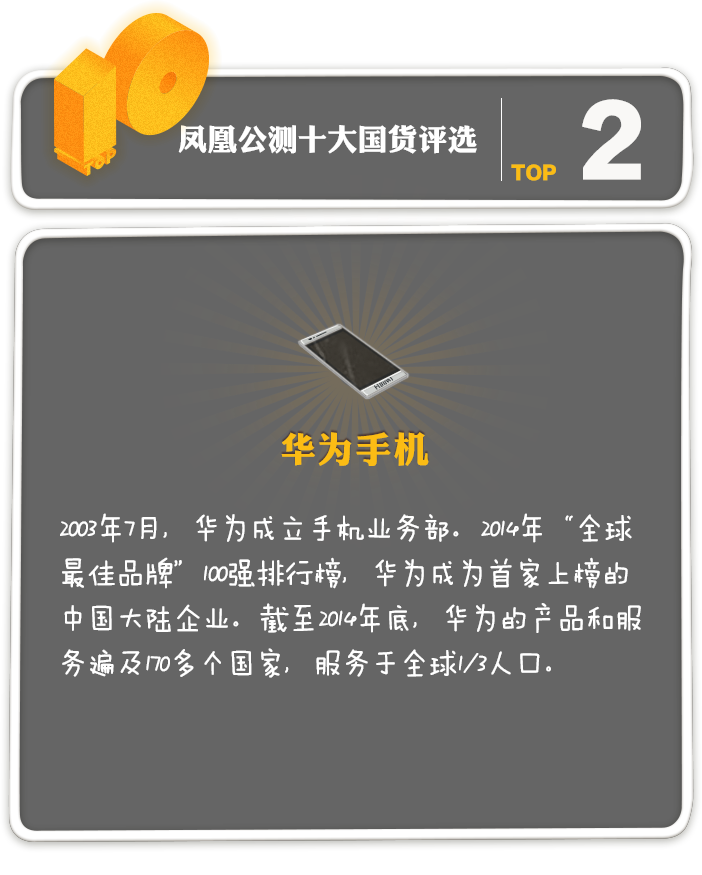 10
TOP
凤凰公测十大国货评选
TOP 2
华为手机
2003年7月，华为成立手机业务部。2014年“全球
最佳品牌”100强排行榜，华为成为首家上榜的
中国大陆企业。截至2014年底，华为的产品和服
务遍及170多个国家，服务于全球1/3人口。